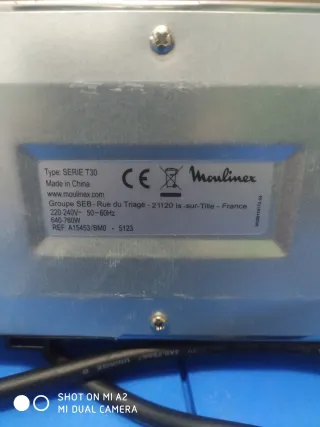 Type SERIE T30
Made in China
www.moulinex.com
CE
Moulinex
Groupe SEB - Rue du Triage - 21120 Is -sur-Tille - France
220-240V~ 50-60Hz
640-760W
REF A15453/BM0 - 5123
SHOT ON MI A2
MI DUAL CAMERA